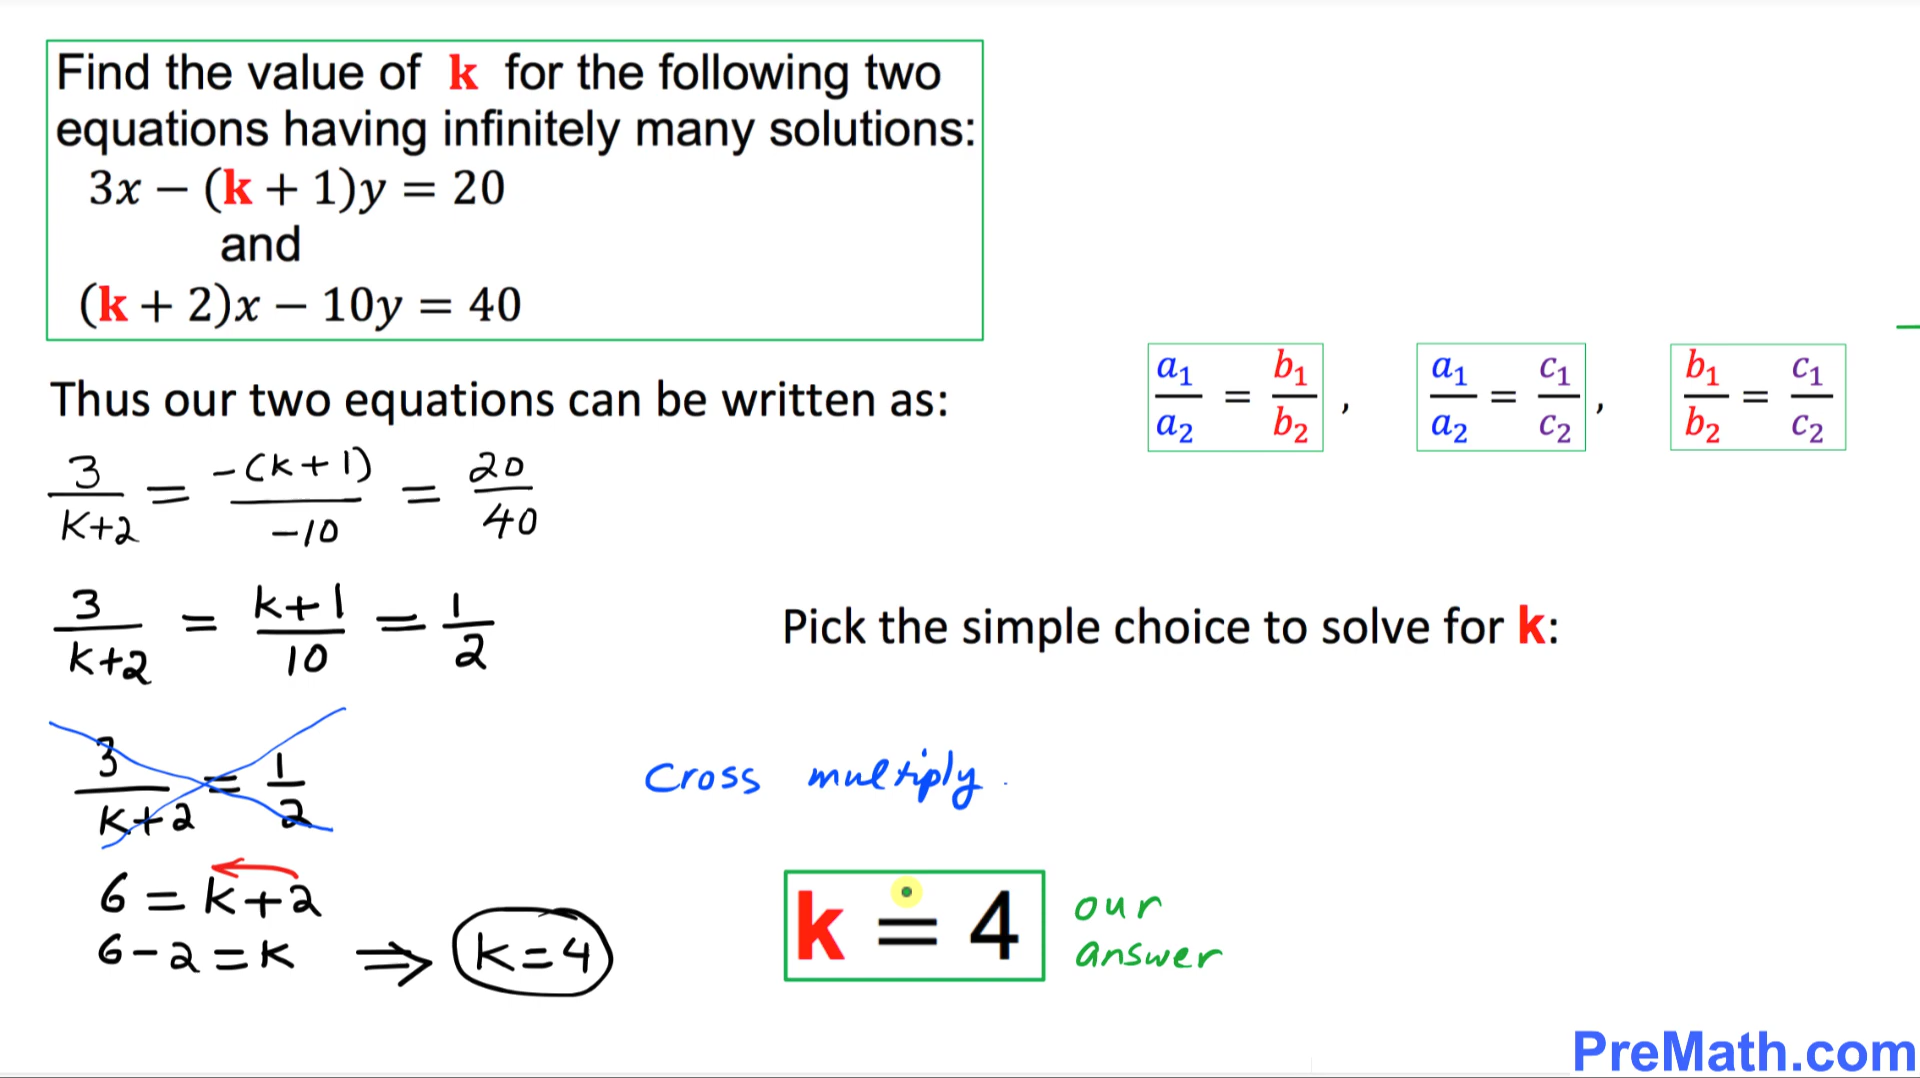 Find the value of k for the following two
equations having infinitely many solutions:
3x − (k + 1)y = 20
and
(k + 2)x − 10y = 40
Thus our two equations can be written as:
a₁/a₂ = b₁/b₂ , a₁/a₂ = c₁/c₂ , b₁/b₂ = c₁/c₂
3/(k+2) = -(k+1)/-10 = 20/40
3/(k+2) = (k+1)/10 = 1/2
Pick the simple choice to solve for k:
3/(k+2) = 1/2
Cross multiply.
6 = k+2
6-2 = k ⇒ k=4
k = 4
our
answer
PreMath.com